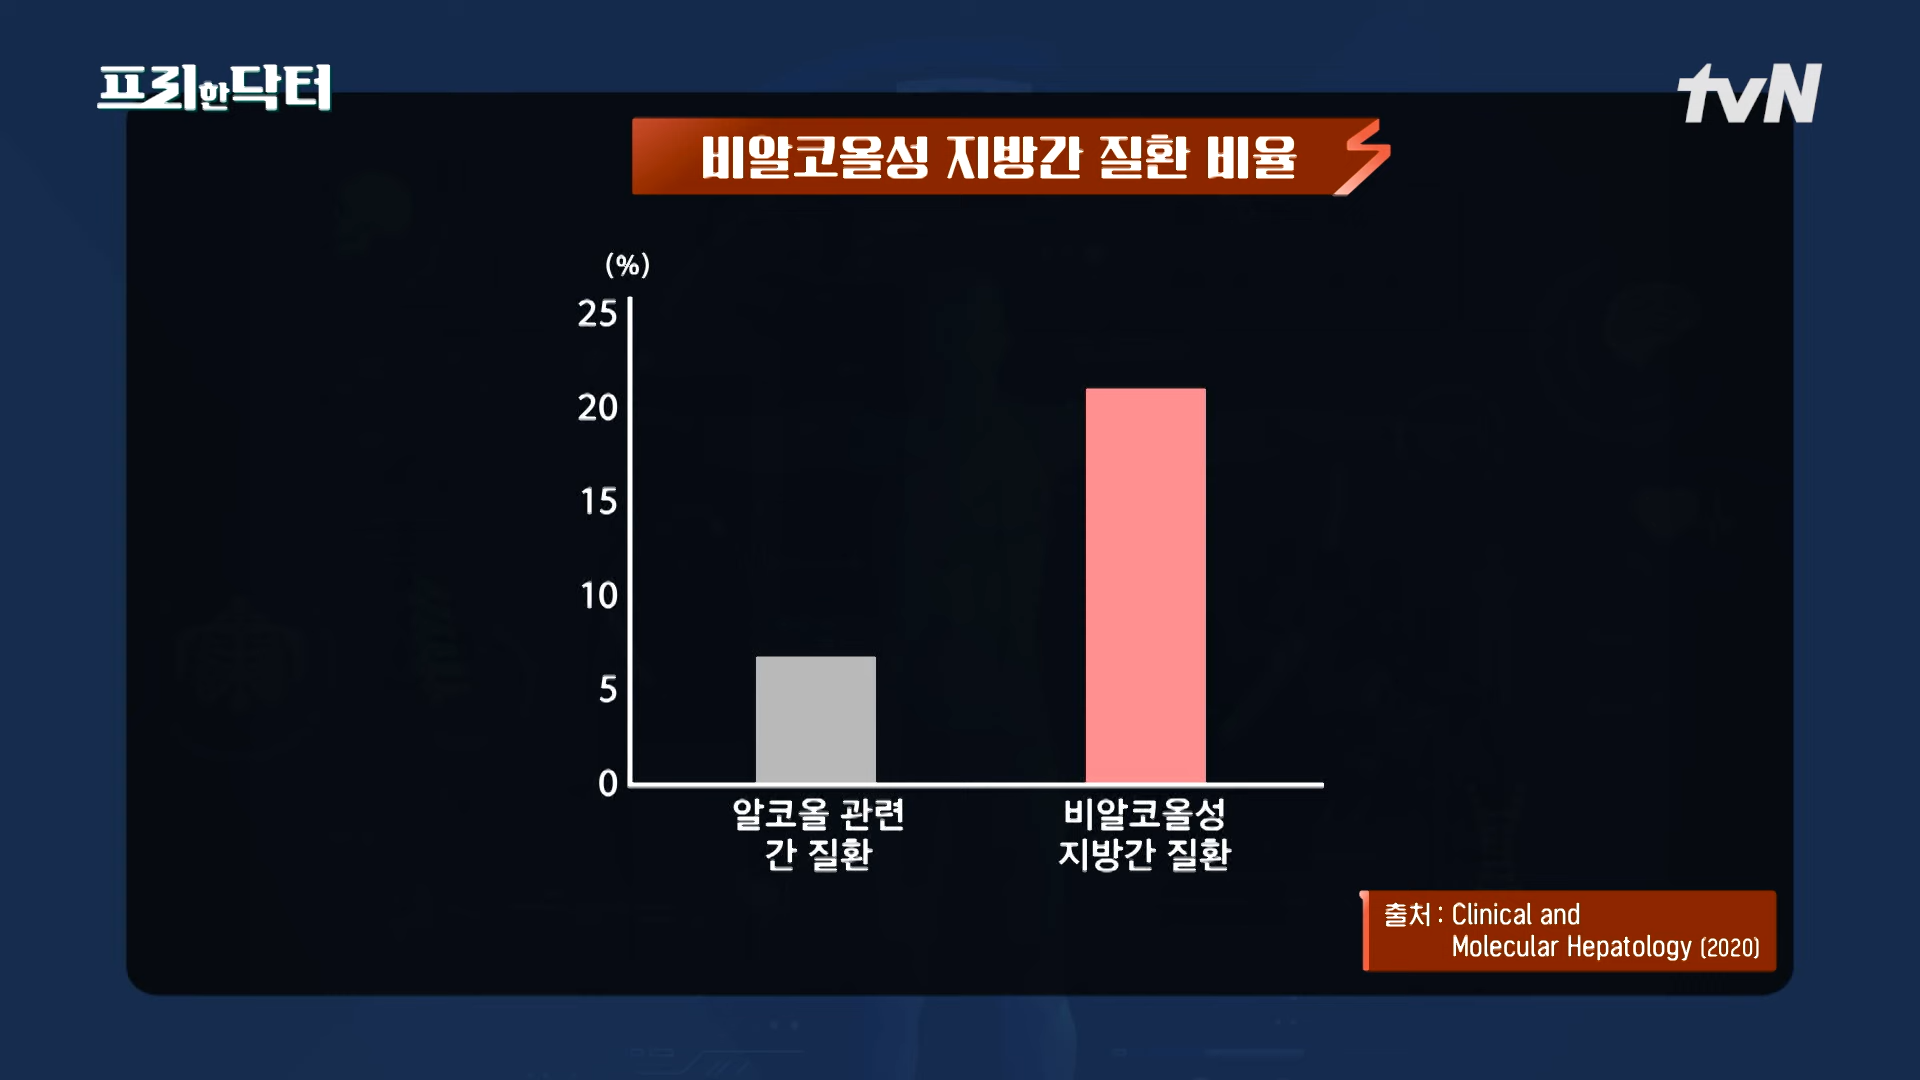 프리한닥터
tvN
비알코올성 지방간 질환 비율
(%)
25
20
15
10
5
0
알코올 관련
간 질환
비알코올성
지방간 질환
출처 : Clinical and
Molecular Hepatology (2020)